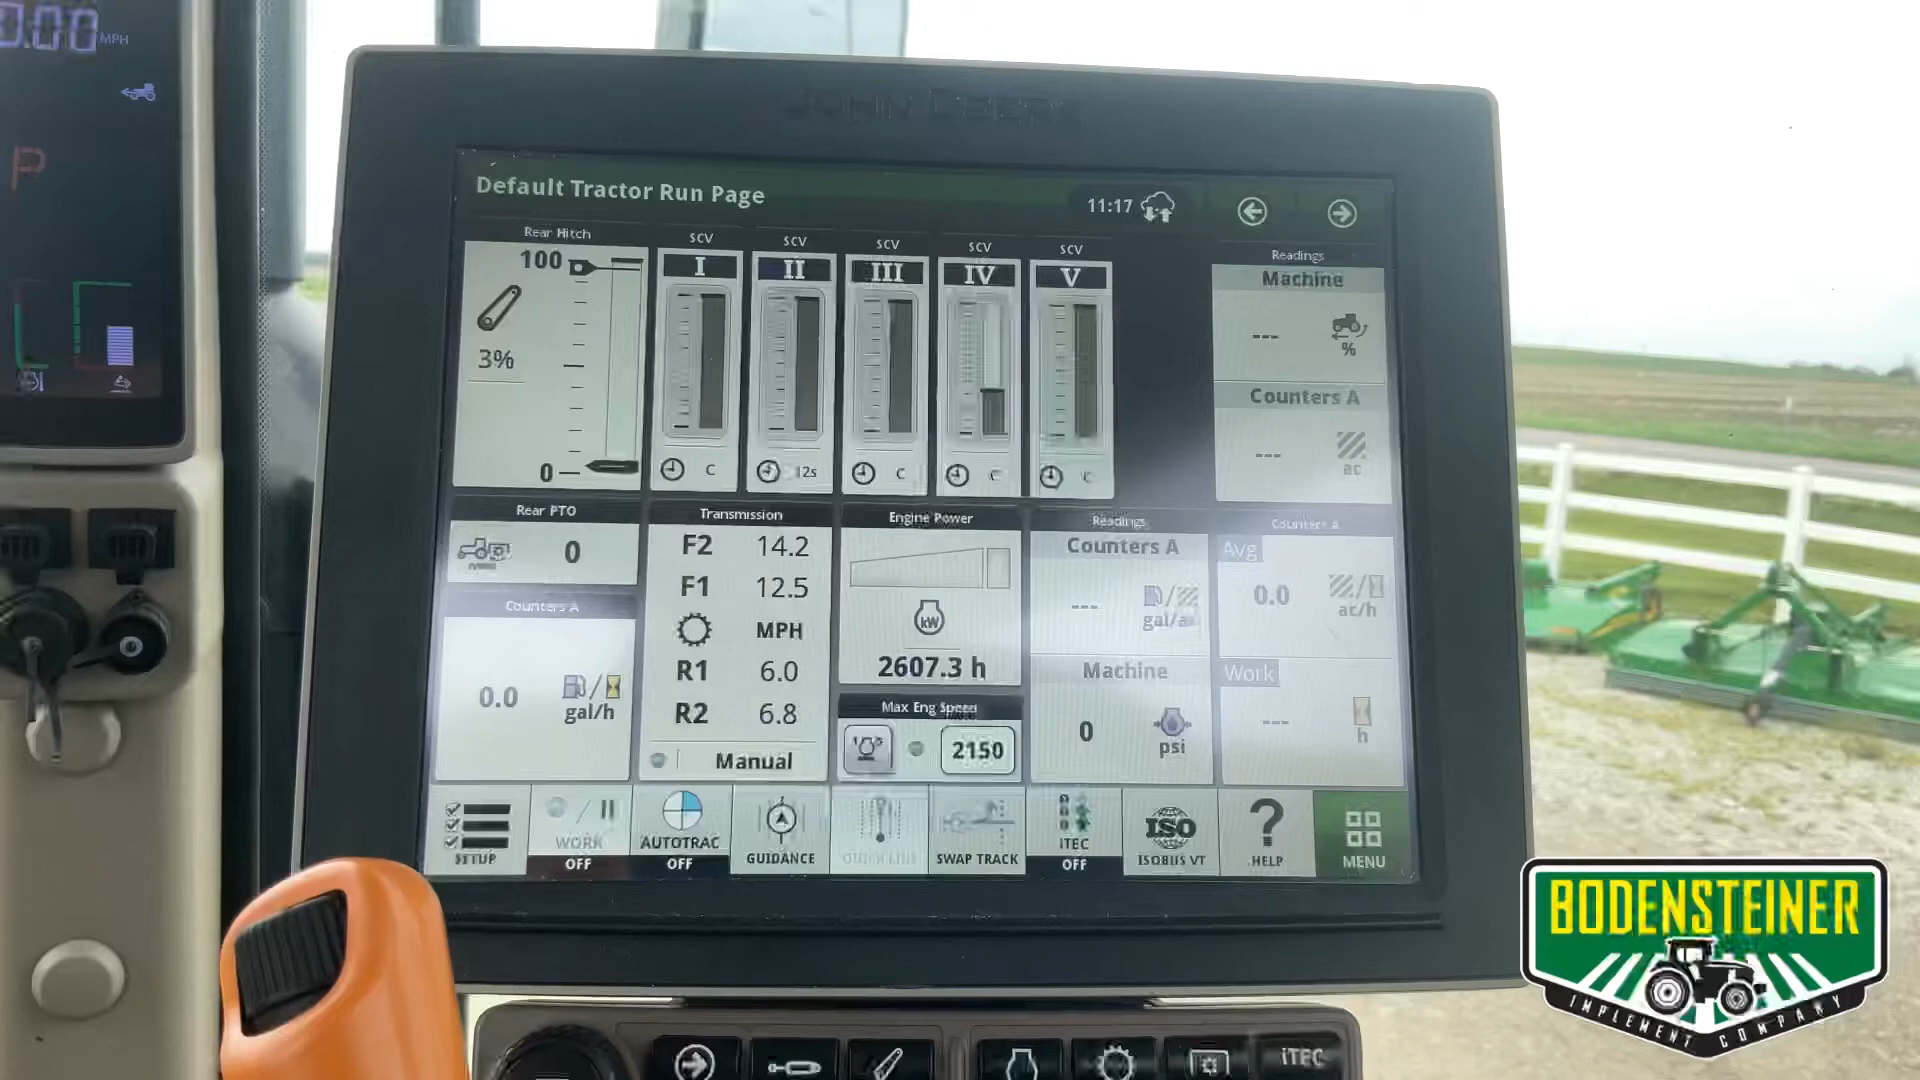 0.00 MPH
P
JOHN DEERE
Default Tractor Run Page
11:17
Rear Hitch
100
3%
0
SCV
I
C
SCV
II
12s
SCV
III
C
SCV
IV
C
SCV
V
C
Readings
Machine
---
%
Counters A
---
ac
Rear PTO
0
Counters A
0.0
gal/h
Transmission
F2 14.2
F1 12.5
MPH
R1 6.0
R2 6.8
Manual
Engine Power
kW
2607.3 h
Max Eng Speed
2150
Readings
Counters A
---
gal/a
Machine
0
psi
Counters A
Avg
0.0
ac/h
Work
---
h
SETUP
WORK
OFF
AUTOTRAC
OFF
GUIDANCE
QUICK LINE
SWAP TRACK
iTEC
OFF
ISO
ISOBUS VT
HELP
MENU
iTEC
BODENSTEINER
IMPLEMENT COMPANY